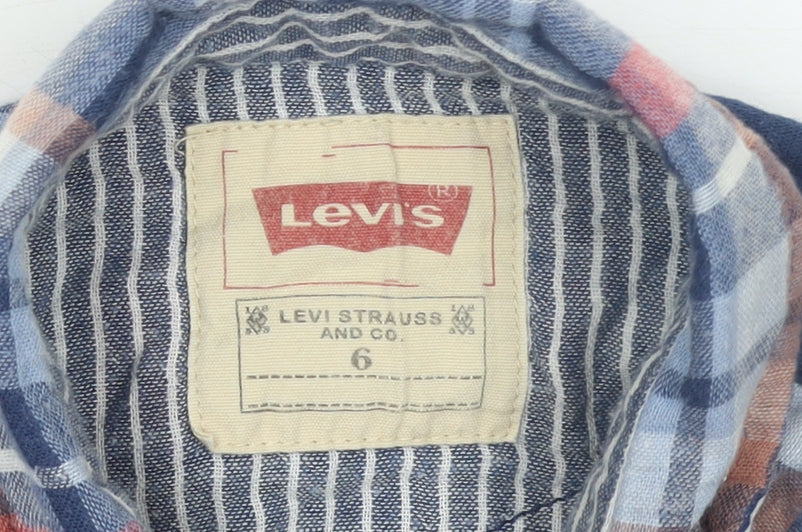 Levi's ®
LEVI STRAUSS
AND CO.
6